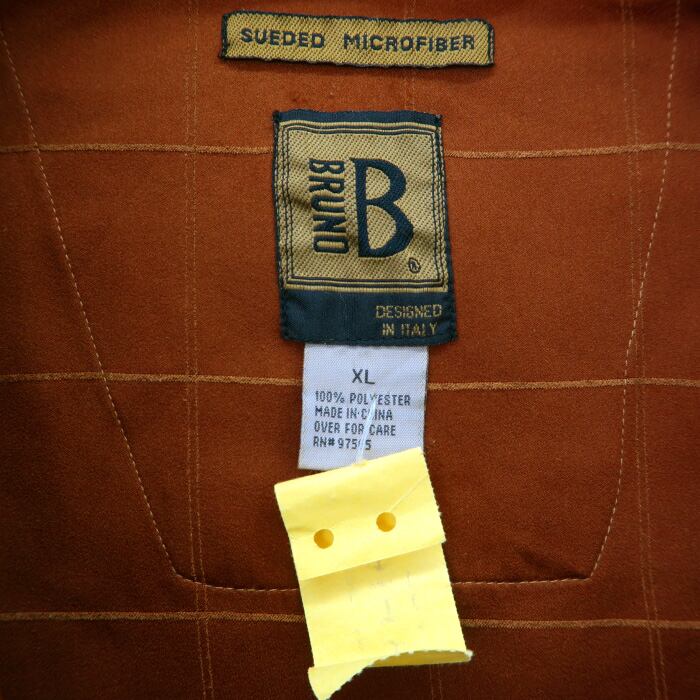 SUEDED MICROFIBER
BRUNO
B
®
DESIGNED
IN ITALY
XL
100% POLYESTER
MADE IN CHINA
OVER FOR CARE